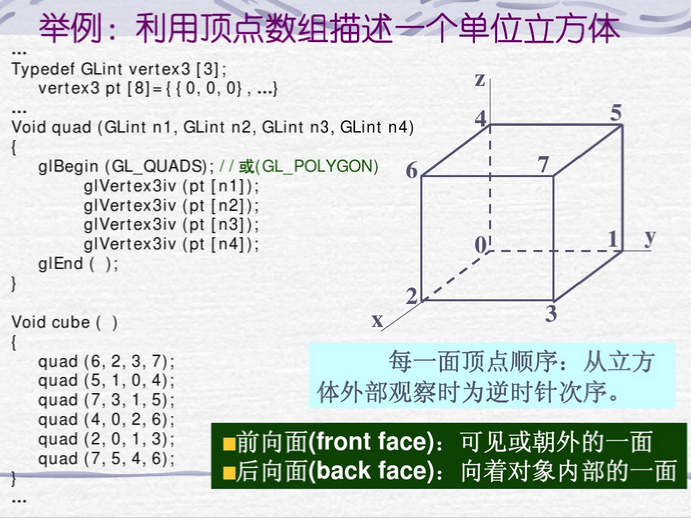 举例：利用顶点数组描述一个单位立方体
…
Typedef GLint vertex3 [3];
vertex3 pt [8]={{0, 0, 0}, …}
…
Void quad (GLint n1, GLint n2, GLint n3, GLint n4)
{
glBegin (GL_QUADS); //或(GL_POLYGON)
glVertex3iv (pt [n1]);
glVertex3iv (pt [n2]);
glVertex3iv (pt [n3]);
glVertex3iv (pt [n4]);
glEnd ( );
}
Void cube ( )
{
quad (6, 2, 3, 7);
quad (5, 1, 0, 4);
quad (7, 3, 1, 5);
quad (4, 0, 2, 6);
quad (2, 0, 1, 3);
quad (7, 5, 4, 6);
}
…
z
4
5
6
7
0
1
y
2
3
x
每一面顶点顺序：从立方
体外部观察时为逆时针次序。
■前向面(front face)：可见或朝外的一面
■后向面(back face)：向着对象内部的一面